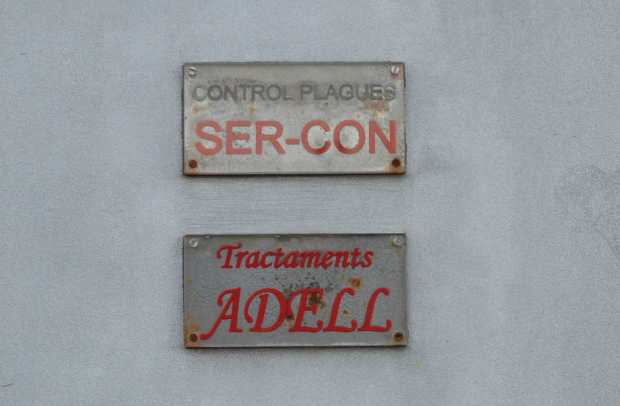 CONTROL PLAGUES
SER-CON
Tractaments
ADELL